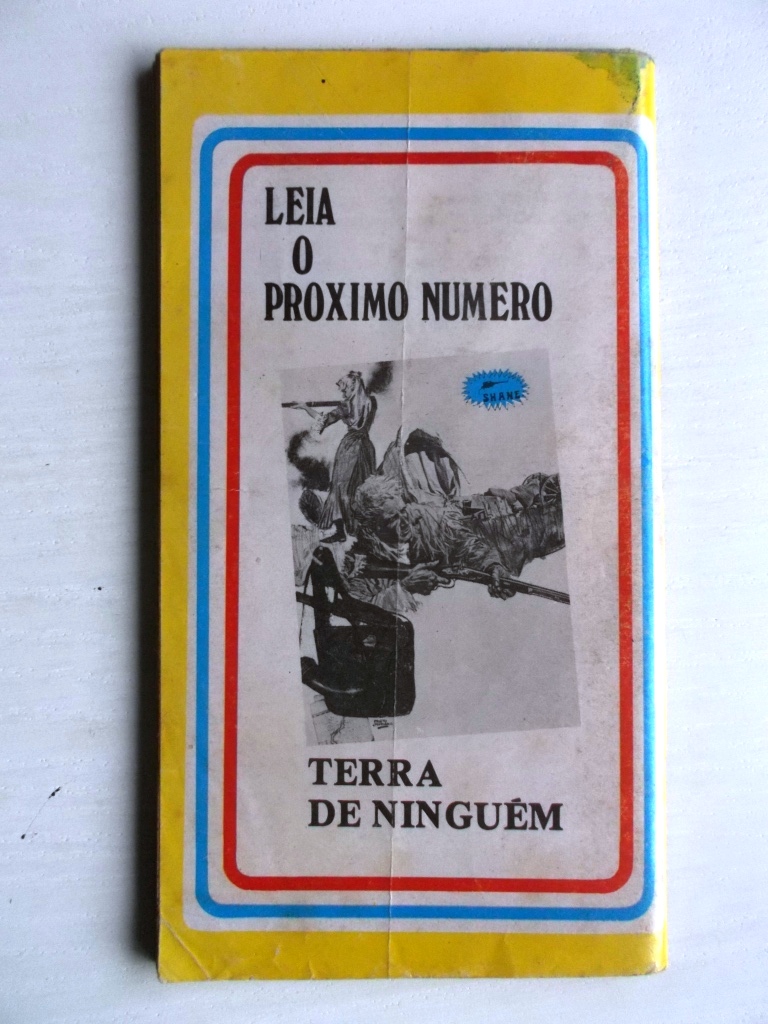 LEIA
O
PROXIMO NUMERO
SHANE
TERRA
DE NINGUÉM